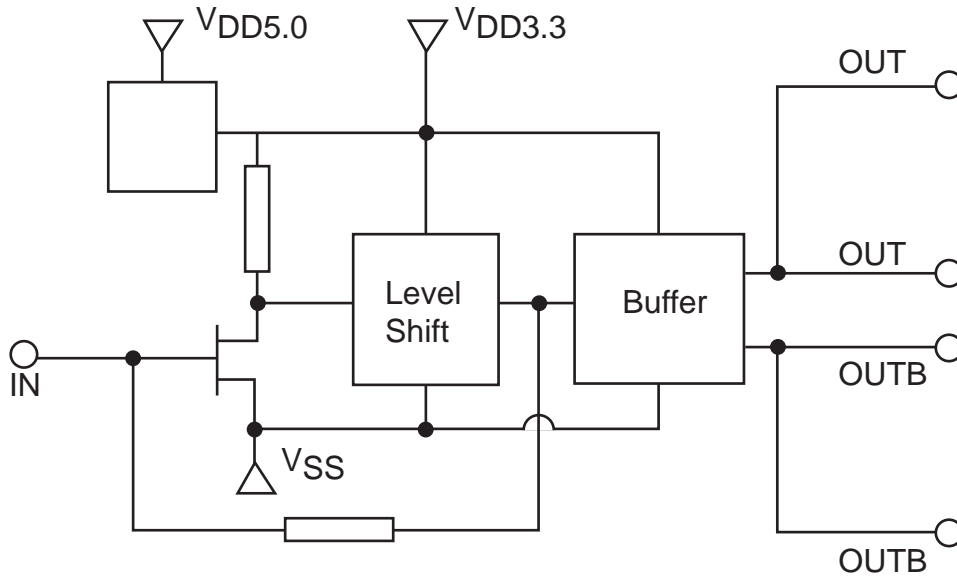 VDD5.0
VDD3.3
OUT
OUT
Level
Shift
Buffer
IN
OUTB
VSS
OUTB